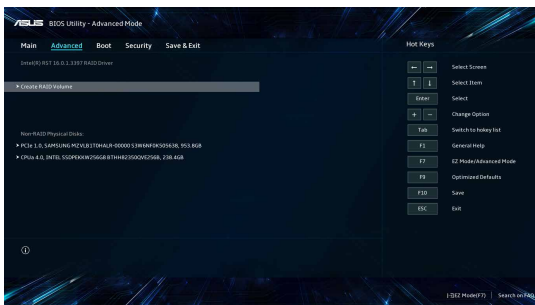 ASUS BIOS Utility - Advanced Mode
Main Advanced Boot Security Save & Exit
Hot Keys
Intel(R) RST 18.0.1.3397 RAID Driver
Create RAID Volume
Non-RAID Physical Disks:
PCIe 1.0, SAMSUNG MZVLB1T0HALR-00000 S3W6NF0K505638, 953.8GB
CPUa 4.0, INTEL SSDPEKKW256G8 BTHH82350QVE256B, 238.4GB
← → Select Screen
↑ ↓ Select Item
Enter Select
+ − Change Option
Tab Switch to hokey list
F1 General Help
F7 EZ Mode/Advanced Mode
F9 Optimized Defaults
F10 Save
ESC Exit
EZ Mode(F7) | Search on FAQ